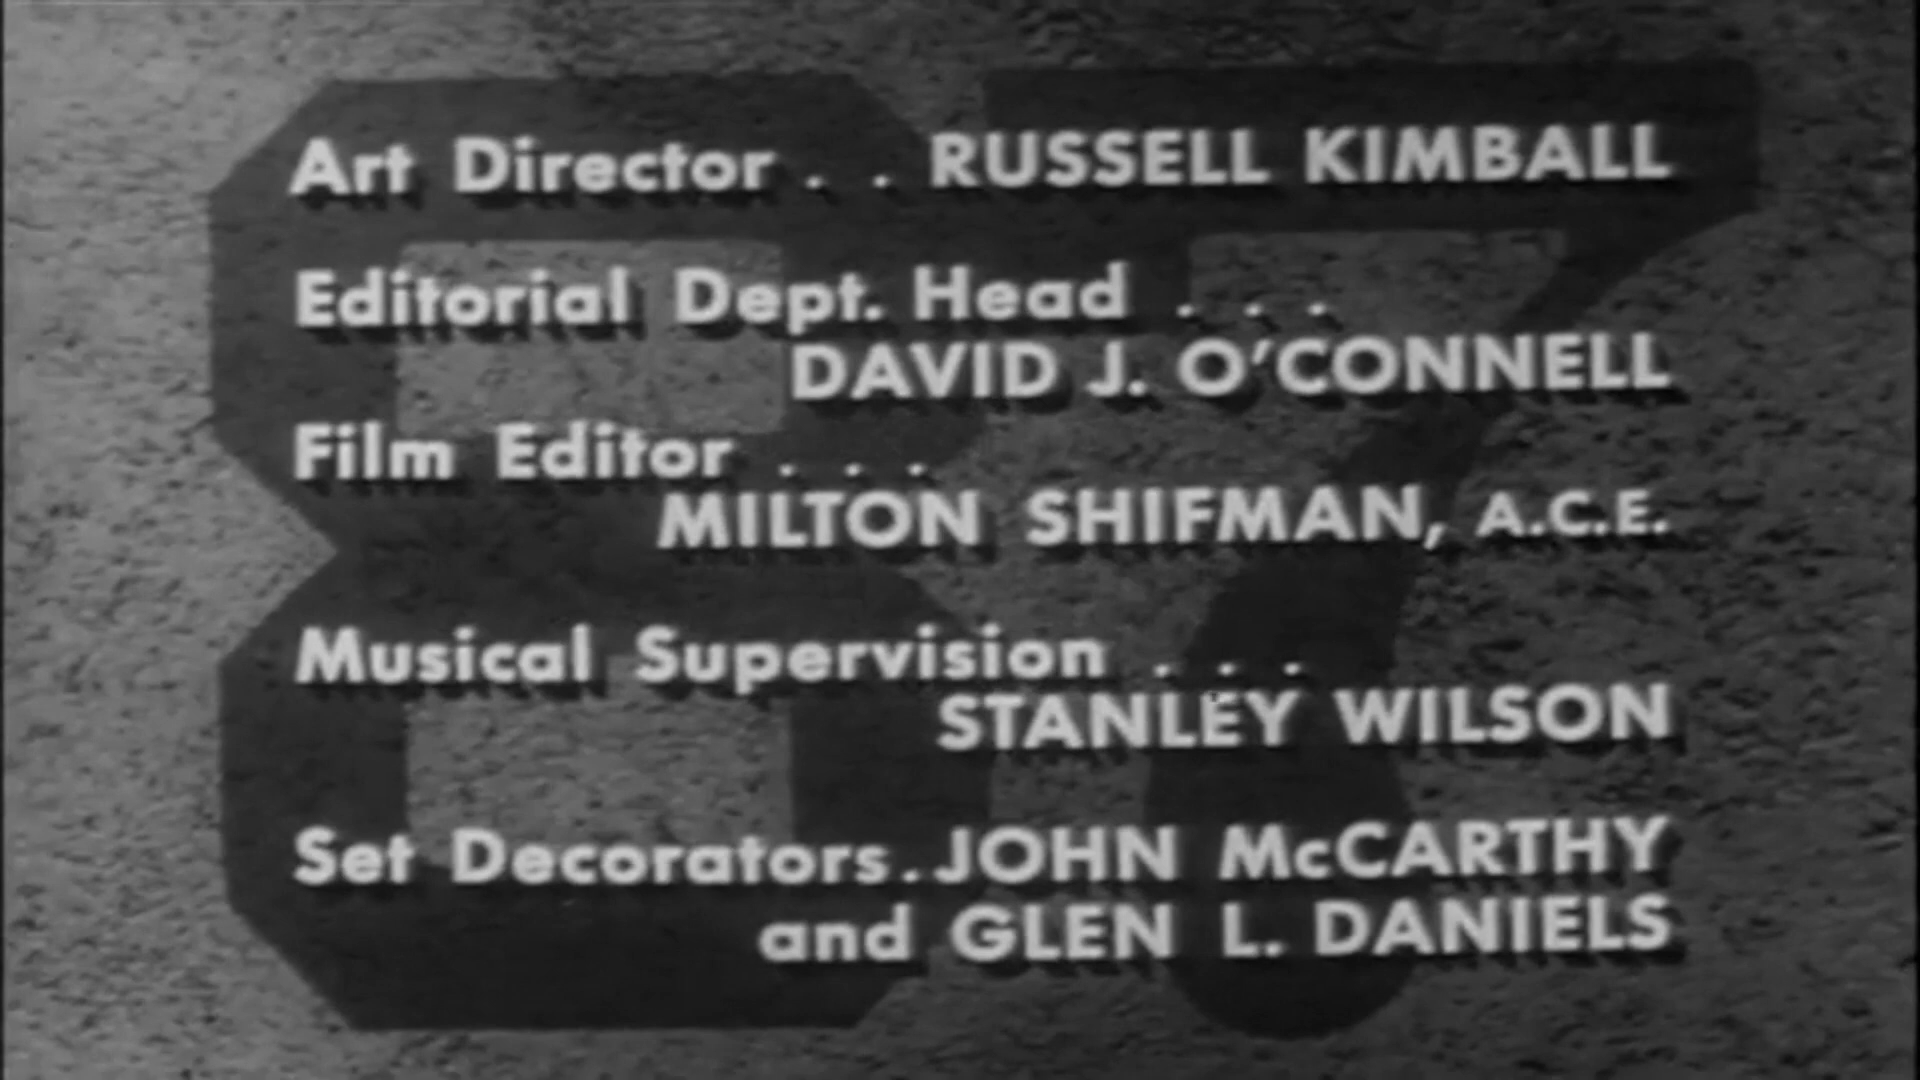 87
Art Director . . RUSSELL KIMBALL
Editorial Dept. Head . . .
DAVID J. O'CONNELL
Film Editor . . .
MILTON SHIFMAN, A.C.E.
Musical Supervision . . .
STANLEY WILSON
Set Decorators . JOHN McCARTHY
and GLEN L. DANIELS